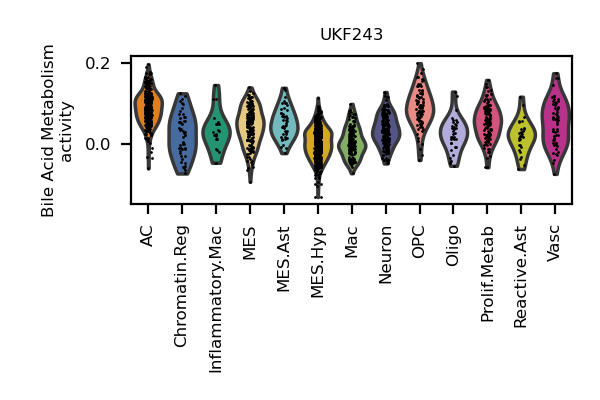 UKF243
Bile Acid Metabolism
activity
0.2
0.0
AC
Chromatin.Reg
Inflammatory.Mac
MES
MES.Ast
MES.Hyp
Mac
Neuron
OPC
Oligo
Prolif.Metab
Reactive.Ast
Vasc